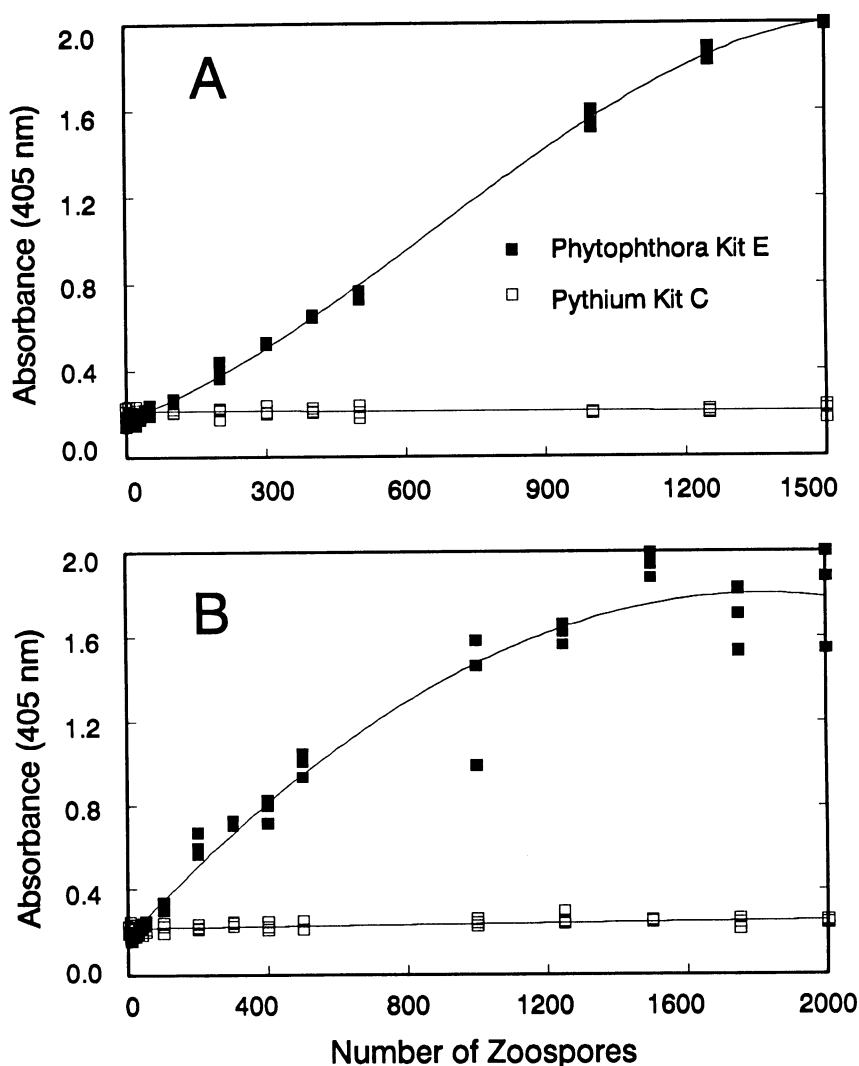 A
Absorbance (405 nm)
2.0
1.6
1.2
0.8
0.4
0.0
Phytophthora Kit E
Pythium Kit C
0 300 600 900 1200 1500
B
Absorbance (405 nm)
2.0
1.6
1.2
0.8
0.4
0.0
0 400 800 1200 1600 2000
Number of Zoospores